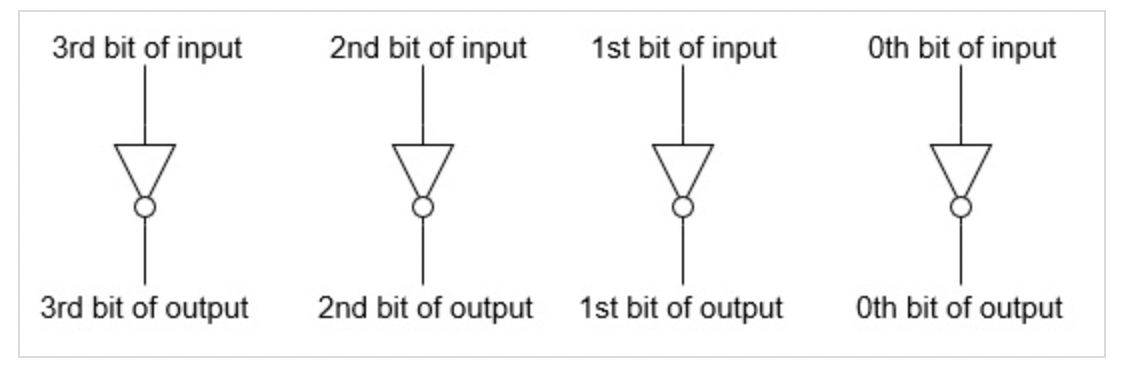 3rd bit of input 2nd bit of input 1st bit of input 0th bit of input
3rd bit of output 2nd bit of output 1st bit of output 0th bit of output